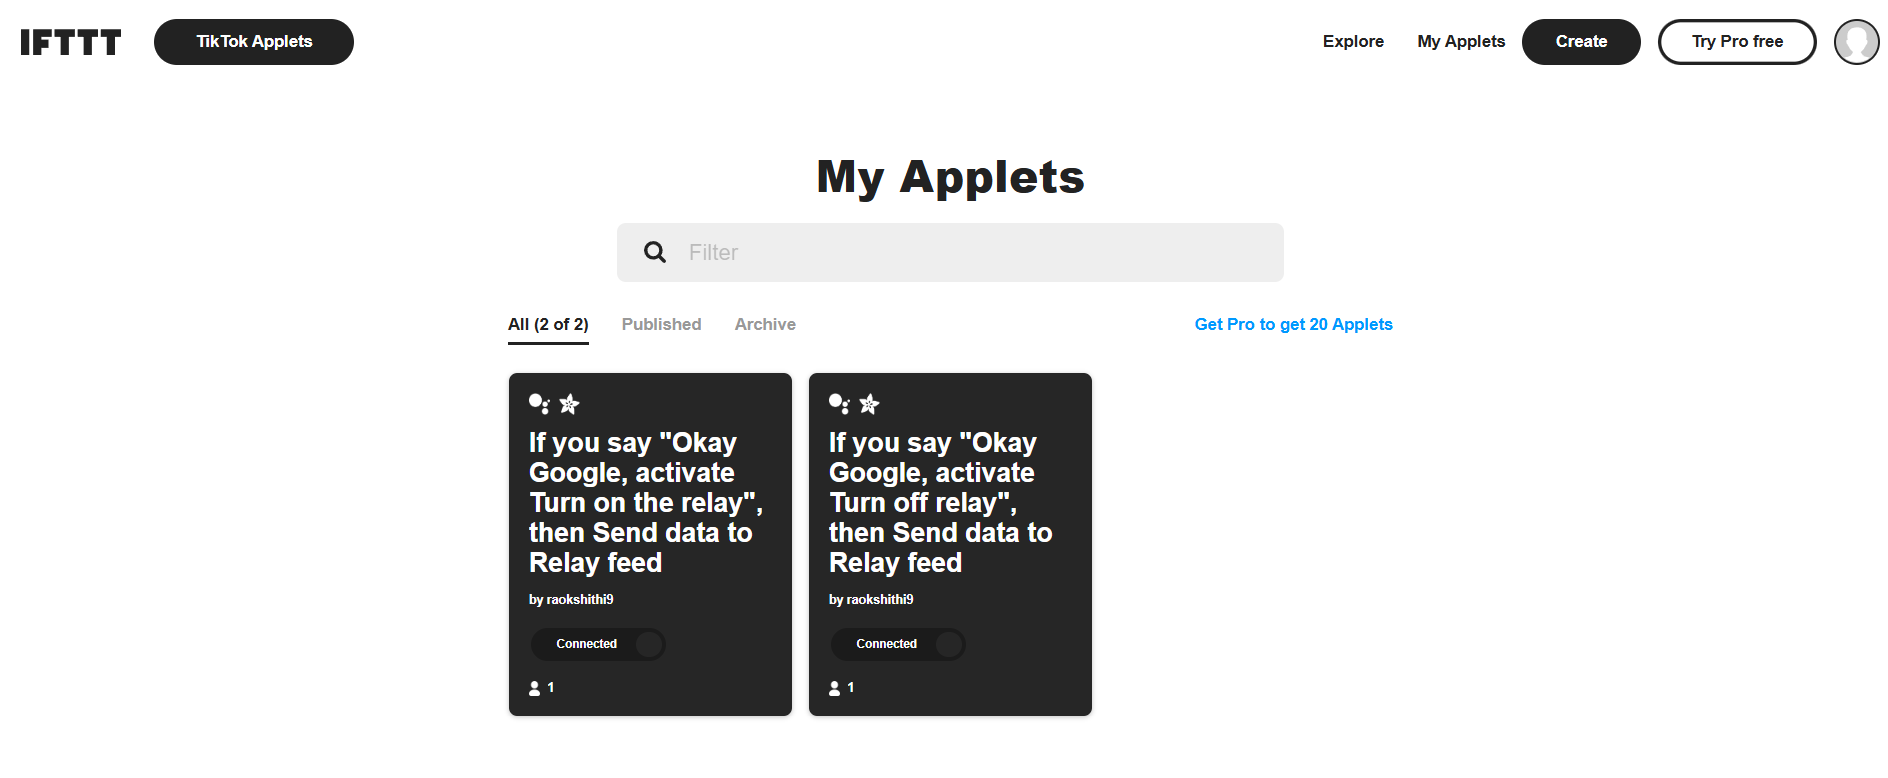 IFTTT
TikTok Applets
Explore
My Applets
Create
Try Pro free
My Applets
Filter
All (2 of 2)
Published
Archive
Get Pro to get 20 Applets
If you say "Okay
Google, activate
Turn on the relay",
then Send data to
Relay feed
by raokshithi9
Connected
1
If you say "Okay
Google, activate
Turn off relay",
then Send data to
Relay feed
by raokshithi9
Connected
1